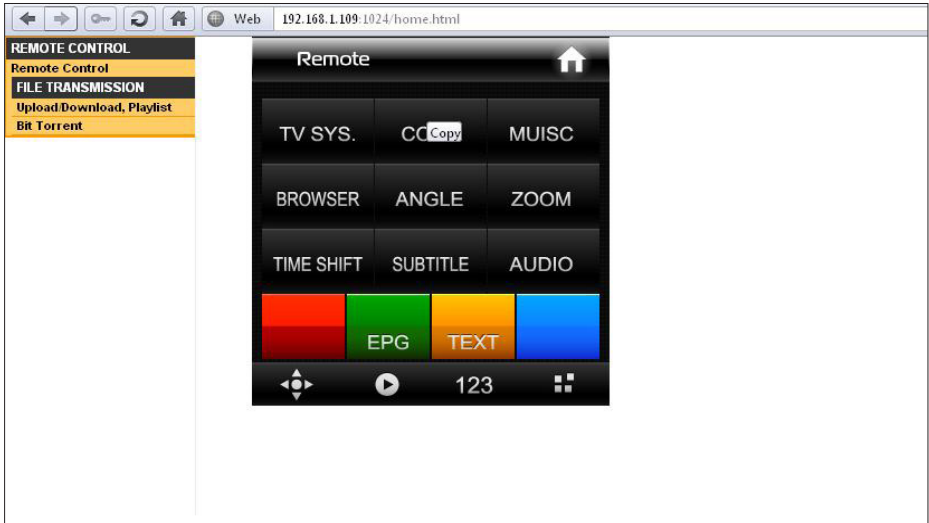 Web 192.168.1.109:1024/home.html
REMOTE CONTROL
Remote Control
FILE TRANSMISSION
Upload/Download, Playlist
Bit Torrent
Remote
TV SYS. Copy MUISC
BROWSER ANGLE ZOOM
TIME SHIFT SUBTITLE AUDIO
EPG TEXT
123